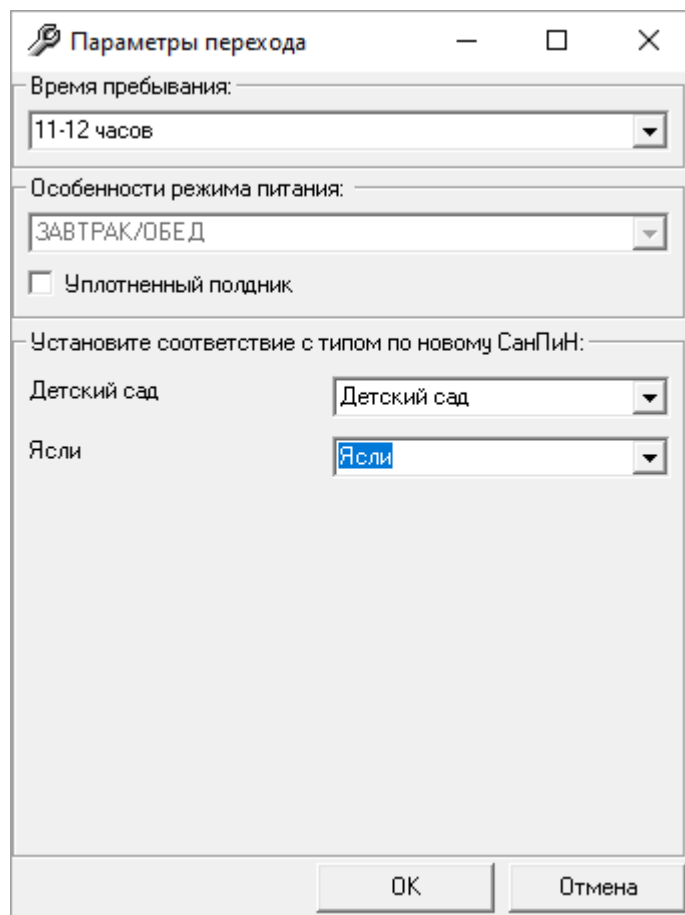 Параметры перехода
Время пребывания:
11-12 часов
Особенности режима питания:
ЗАВТРАК/ОБЕД
Уплотненный полдник
Установите соответствие с типом по новому СанПиН:
Детский сад Детский сад
Ясли Ясли
ОК Отмена